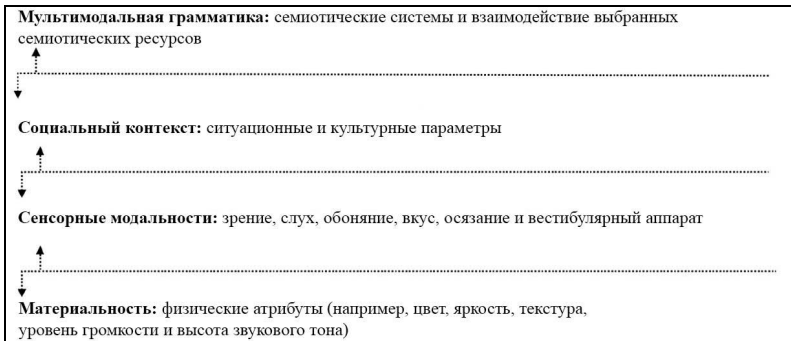 Мультимодальная грамматика: семиотические системы и взаимодействие выбранных
семиотических ресурсов
Социальный контекст: ситуационные и культурные параметры
Сенсорные модальности: зрение, слух, обоняние, вкус, осязание и вестибулярный аппарат
Материальность: физические атрибуты (например, цвет, яркость, текстура,
уровень громкости и высота звукового тона)